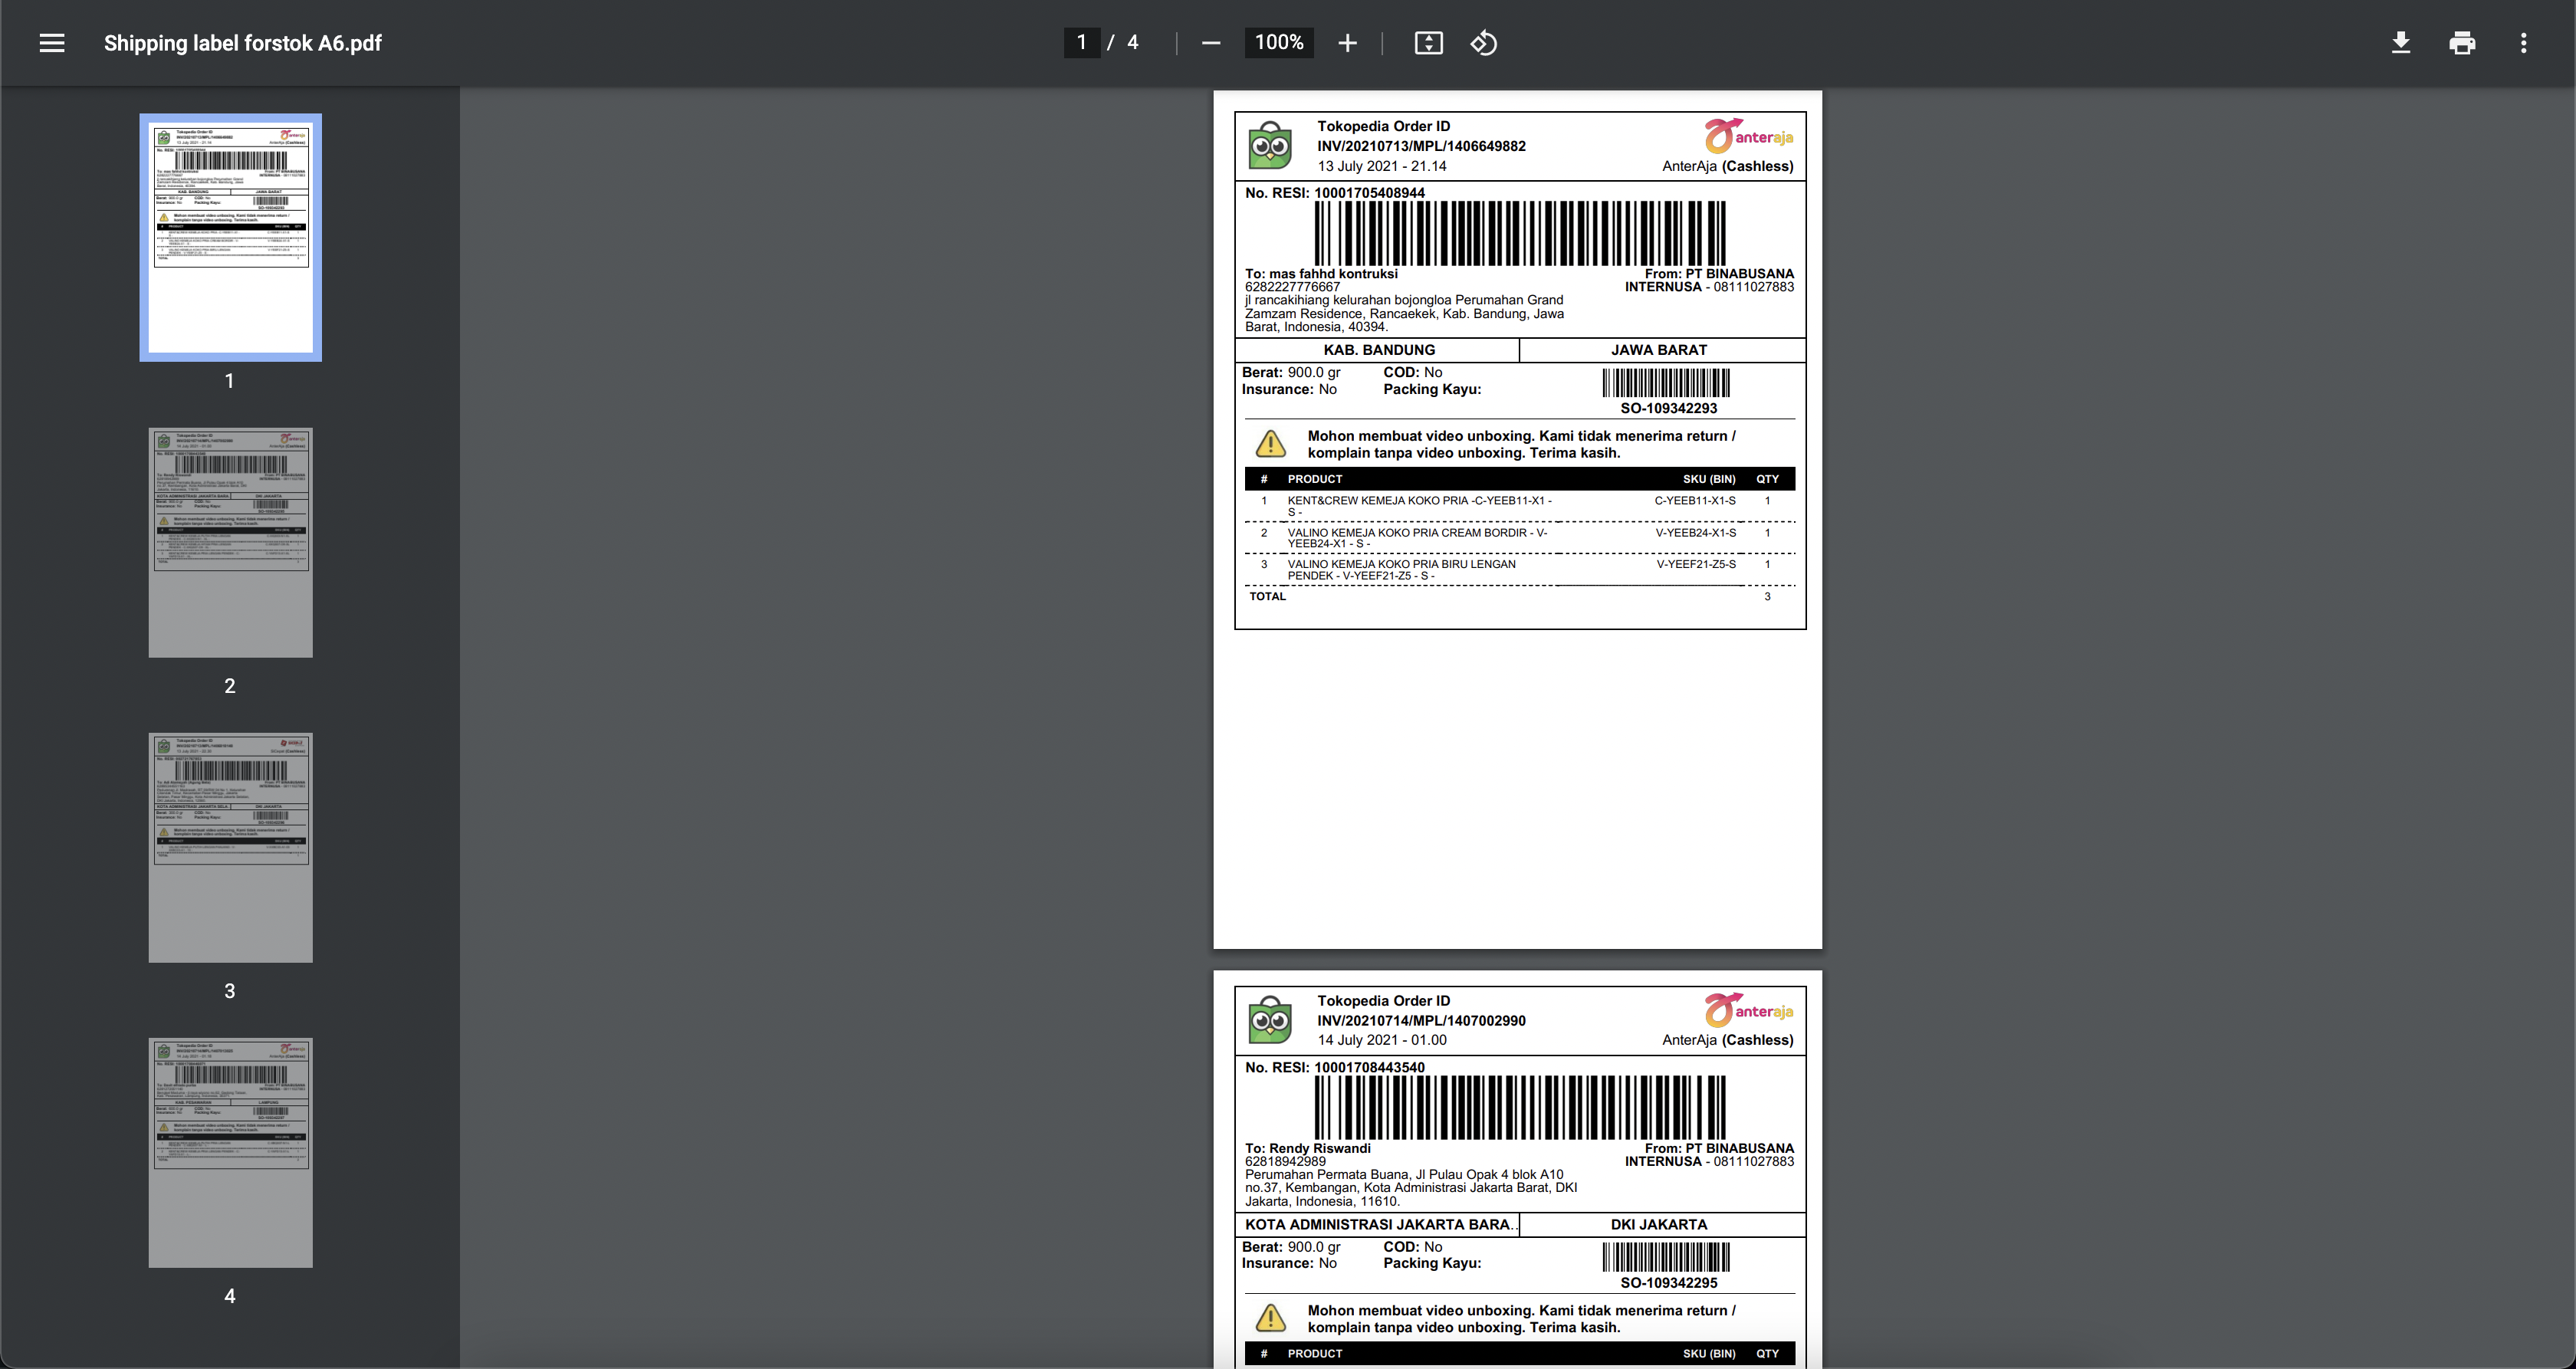 Shipping label forstok A6.pdf
1 / 4
100%
1
2
3
4
Tokopedia Order ID
INV/20210713/MPL/1406649882
13 July 2021 - 21.14
anteraja
AnterAja (Cashless)
No. RESI: 10001705408944
To: mas fahhd kontruksi
6282227776667
jl rancakihiang kelurahan bojongloa Perumahan Grand
Zamzam Residence, Rancaekek, Kab. Bandung, Jawa
Barat, Indonesia, 40394.
From: PT BINABUSANA
INTERNUSA - 08111027883
KAB. BANDUNG JAWA BARAT
Berat: 900.0 gr COD: No
Insurance: No Packing Kayu:
SO-109342293
Mohon membuat video unboxing. Kami tidak menerima return /
komplain tanpa video unboxing. Terima kasih.
# PRODUCT SKU (BIN) QTY
1 KENT&CREW KEMEJA KOKO PRIA -C-YEEB11-X1 - C-YEEB11-X1-S 1
S -
2 VALINO KEMEJA KOKO PRIA CREAM BORDIR - V- V-YEEB24-X1-S 1
YEEB24-X1 - S -
3 VALINO KEMEJA KOKO PRIA BIRU LENGAN V-YEEF21-Z5-S 1
PENDEK - V-YEEF21-Z5 - S -
TOTAL 3
Tokopedia Order ID
INV/20210714/MPL/1407002990
14 July 2021 - 01.00
anteraja
AnterAja (Cashless)
No. RESI: 10001708443540
To: Rendy Riswandi
62818942989
Perumahan Permata Buana, Jl Pulau Opak 4 blok A10
no.37, Kembangan, Kota Administrasi Jakarta Barat, DKI
Jakarta, Indonesia, 11610.
From: PT BINABUSANA
INTERNUSA - 08111027883
KOTA ADMINISTRASI JAKARTA BARA.. DKI JAKARTA
Berat: 900.0 gr COD: No
Insurance: No Packing Kayu:
SO-109342295
Mohon membuat video unboxing. Kami tidak menerima return /
komplain tanpa video unboxing. Terima kasih.
# PRODUCT SKU (BIN) QTY